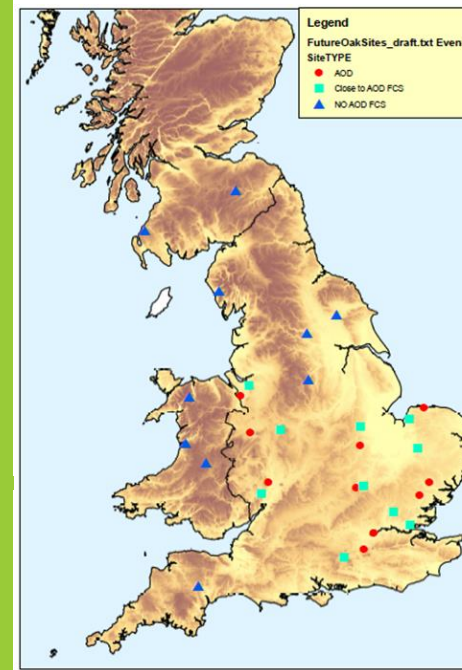 Legend
FutureOakSites_draft.txt Even
SiteTYPE
AOD
Close to AOD FCS
NO AOD FCS